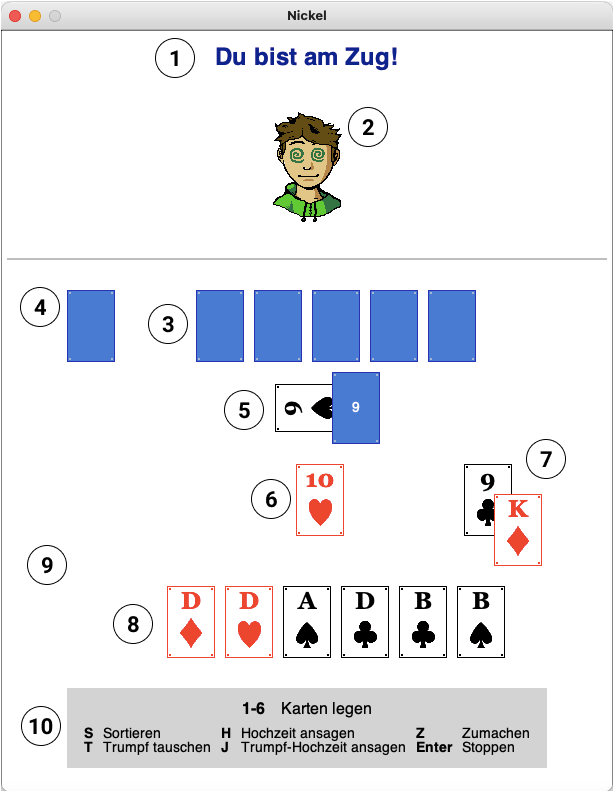 Nickel
1 Du bist am Zug!
2
4
3
9 9
5
7
10 9
6
K
9
D D A D B B
8
1-6 Karten legen
10
S Sortieren H Hochzeit ansagen Z Zumachen
T Trumpf tauschen J Trumpf-Hochzeit ansagen Enter Stoppen